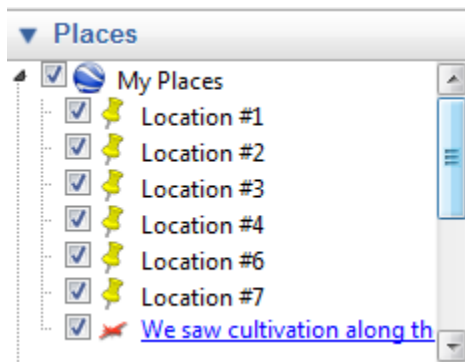 Places
My Places
Location #1
Location #2
Location #3
Location #4
Location #6
Location #7
We saw cultivation along th